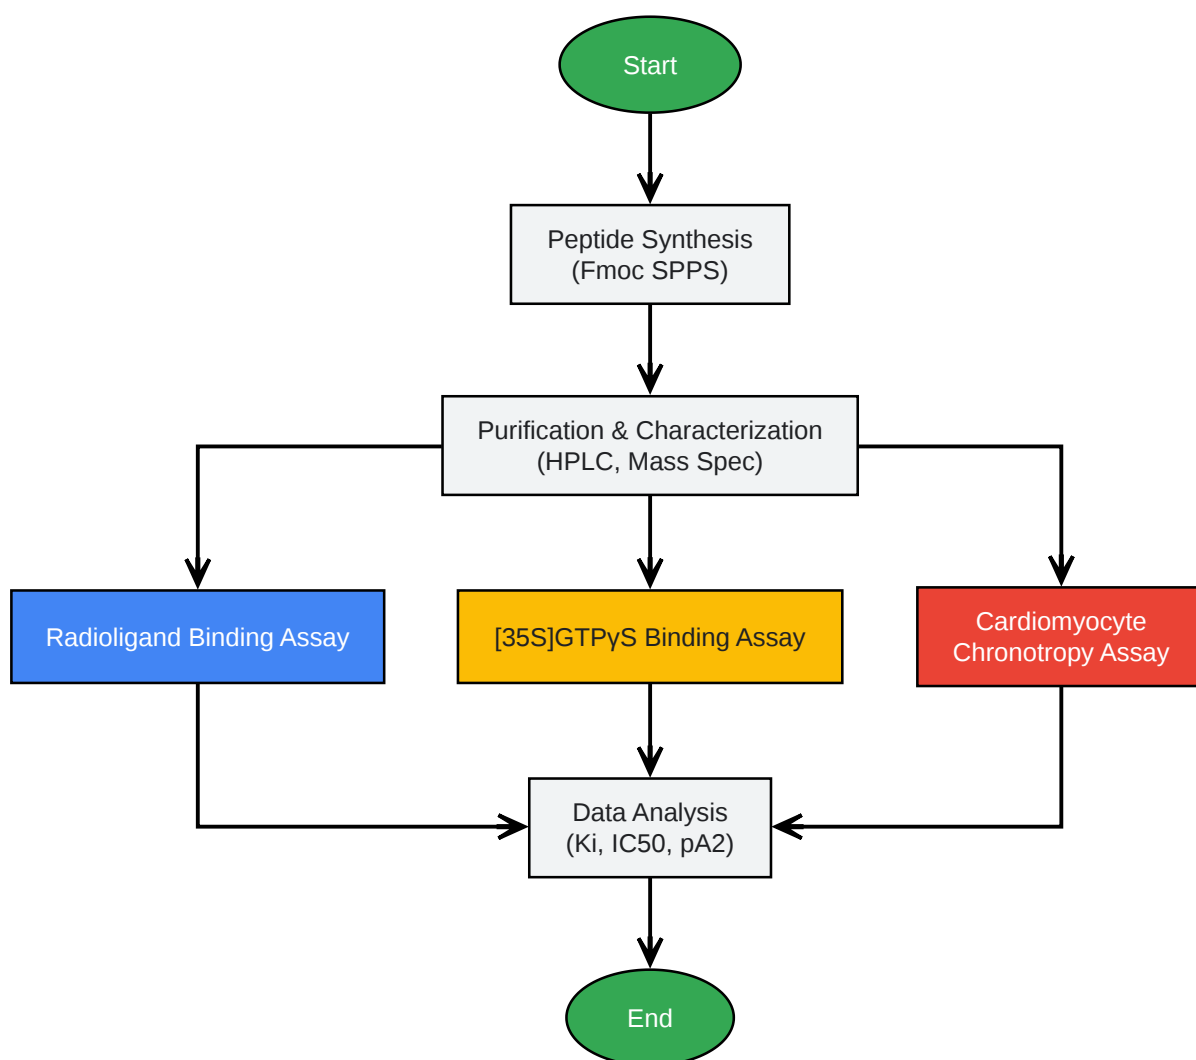 Start
Peptide Synthesis
(Fmoc SPPS)
Purification & Characterization
(HPLC, Mass Spec)
Radioligand Binding Assay
[35S]GTPγS Binding Assay
Cardiomyocyte
Chronotropy Assay
Data Analysis
(Ki, IC50, pA2)
End